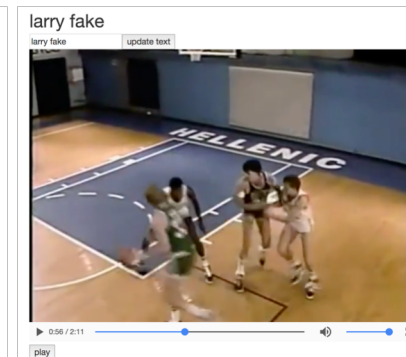 larry fake
larry fake
update text
HELLENIC
0:56 / 2:11
play